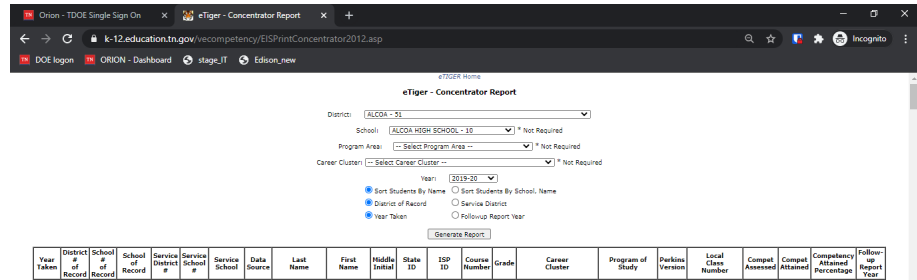 Orion - TDOE Single Sign On
eTiger - Concentrator Report
k-12.education.tn.gov/vecompetency/EISPrintConcentrator2012.asp
Incognito
TN DOE logon TN ORION - Dashboard stage_IT Edison_new
eTIGER Home
eTiger - Concentrator Report
District: ALCOA - 51
School: ALCOA HIGH SCHOOL - 10 * Not Required
Program Area: -- Select Program Area -- * Not Required
Career Cluster: -- Select Career Cluster -- * Not Required
Year: 2019-20
Sort Students By Name Sort Students By School, Name
District of Record Service District
Year Taken Followup Report Year
Generate Report
Year Taken
District # of Record
School # of Record
School of Record
Service District #
Service School #
Service School
Data Source
Last Name
First Name
Middle Initial
State ID
ISP ID
Course Number
Grade
Career Cluster
Program of Study
Perkins Version
Local Class Number
Compet Assessed
Compet Attained
Competency Attained Percentage
Follow-up Report Year